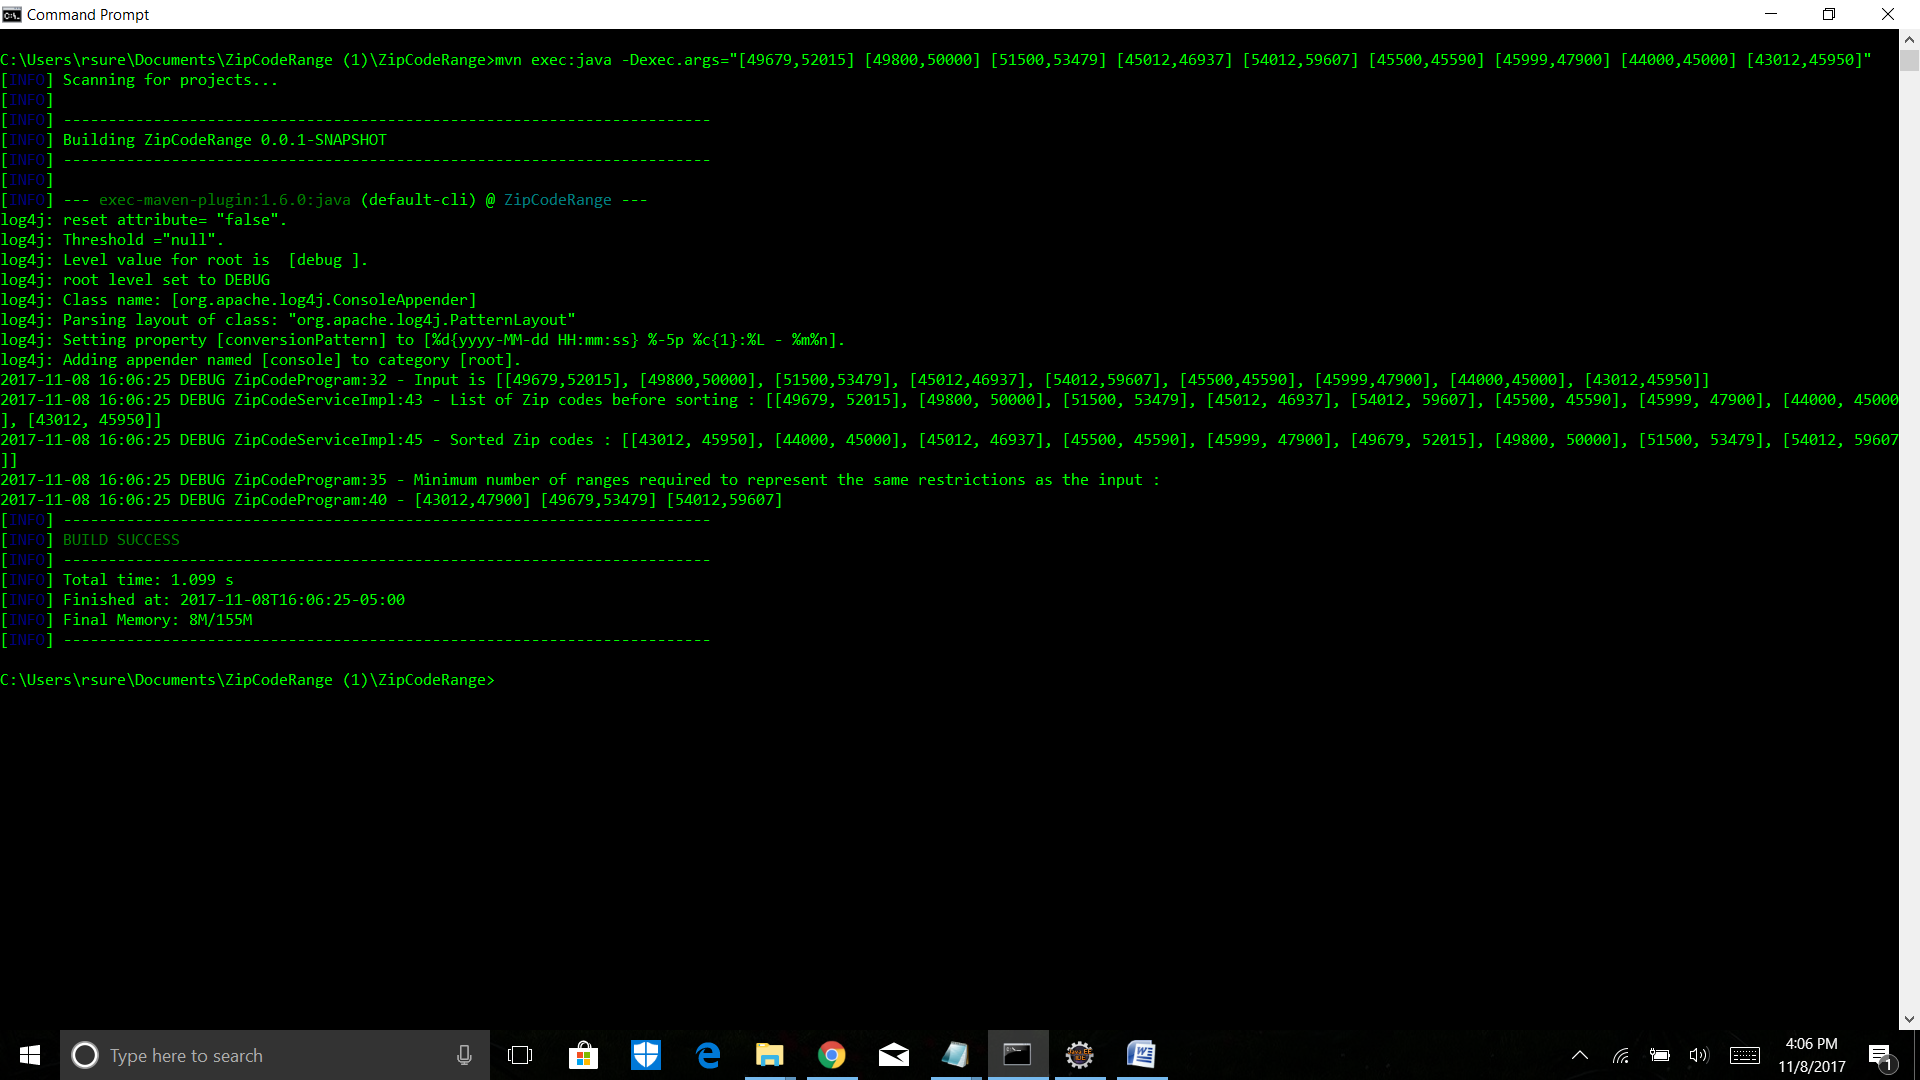 Command Prompt
C:\Users\rsure\Documents\ZipCodeRange (1)\ZipCodeRange>mvn exec:java -Dexec.args="[49679,52015] [49800,50000] [51500,53479] [45012,46937] [54012,59607] [45500,45590] [45999,47900] [44000,45000] [43012,45950]"
[INFO] Scanning for projects...
[INFO]
[INFO] ------------------------------------------------------------------------
[INFO] Building ZipCodeRange 0.0.1-SNAPSHOT
[INFO] ------------------------------------------------------------------------
[INFO]
[INFO] --- exec-maven-plugin:1.6.0:java (default-cli) @ ZipCodeRange ---
log4j: reset attribute= "false".
log4j: Threshold ="null".
log4j: Level value for root is  [debug ].
log4j: root level set to DEBUG
log4j: Class name: [org.apache.log4j.ConsoleAppender]
log4j: Parsing layout of class: "org.apache.log4j.PatternLayout"
log4j: Setting property [conversionPattern] to [%d{yyyy-MM-dd HH:mm:ss} %-5p %c{1}:%L - %m%n].
log4j: Adding appender named [console] to category [root].
2017-11-08 16:06:25 DEBUG ZipCodeProgram:32 - Input is [[49679,52015], [49800,50000], [51500,53479], [45012,46937], [54012,59607], [45500,45590], [45999,47900], [44000,45000], [43012,45950]]
2017-11-08 16:06:25 DEBUG ZipCodeServiceImpl:43 - List of Zip codes before sorting : [[49679, 52015], [49800, 50000], [51500, 53479], [45012, 46937], [54012, 59607], [45500, 45590], [45999, 47900], [44000, 45000
], [43012, 45950]]
2017-11-08 16:06:25 DEBUG ZipCodeServiceImpl:45 - Sorted Zip codes : [[43012, 45950], [44000, 45000], [45012, 46937], [45500, 45590], [45999, 47900], [49679, 52015], [49800, 50000], [51500, 53479], [54012, 59607
]]
2017-11-08 16:06:25 DEBUG ZipCodeProgram:35 - Minimum number of ranges required to represent the same restrictions as the input :
2017-11-08 16:06:25 DEBUG ZipCodeProgram:40 - [43012,47900] [49679,53479] [54012,59607]
[INFO] ------------------------------------------------------------------------
[INFO] BUILD SUCCESS
[INFO] ------------------------------------------------------------------------
[INFO] Total time: 1.099 s
[INFO] Finished at: 2017-11-08T16:06:25-05:00
[INFO] Final Memory: 8M/155M
[INFO] ------------------------------------------------------------------------
C:\Users\rsure\Documents\ZipCodeRange (1)\ZipCodeRange>
Type here to search
4:06 PM
11/8/2017
1